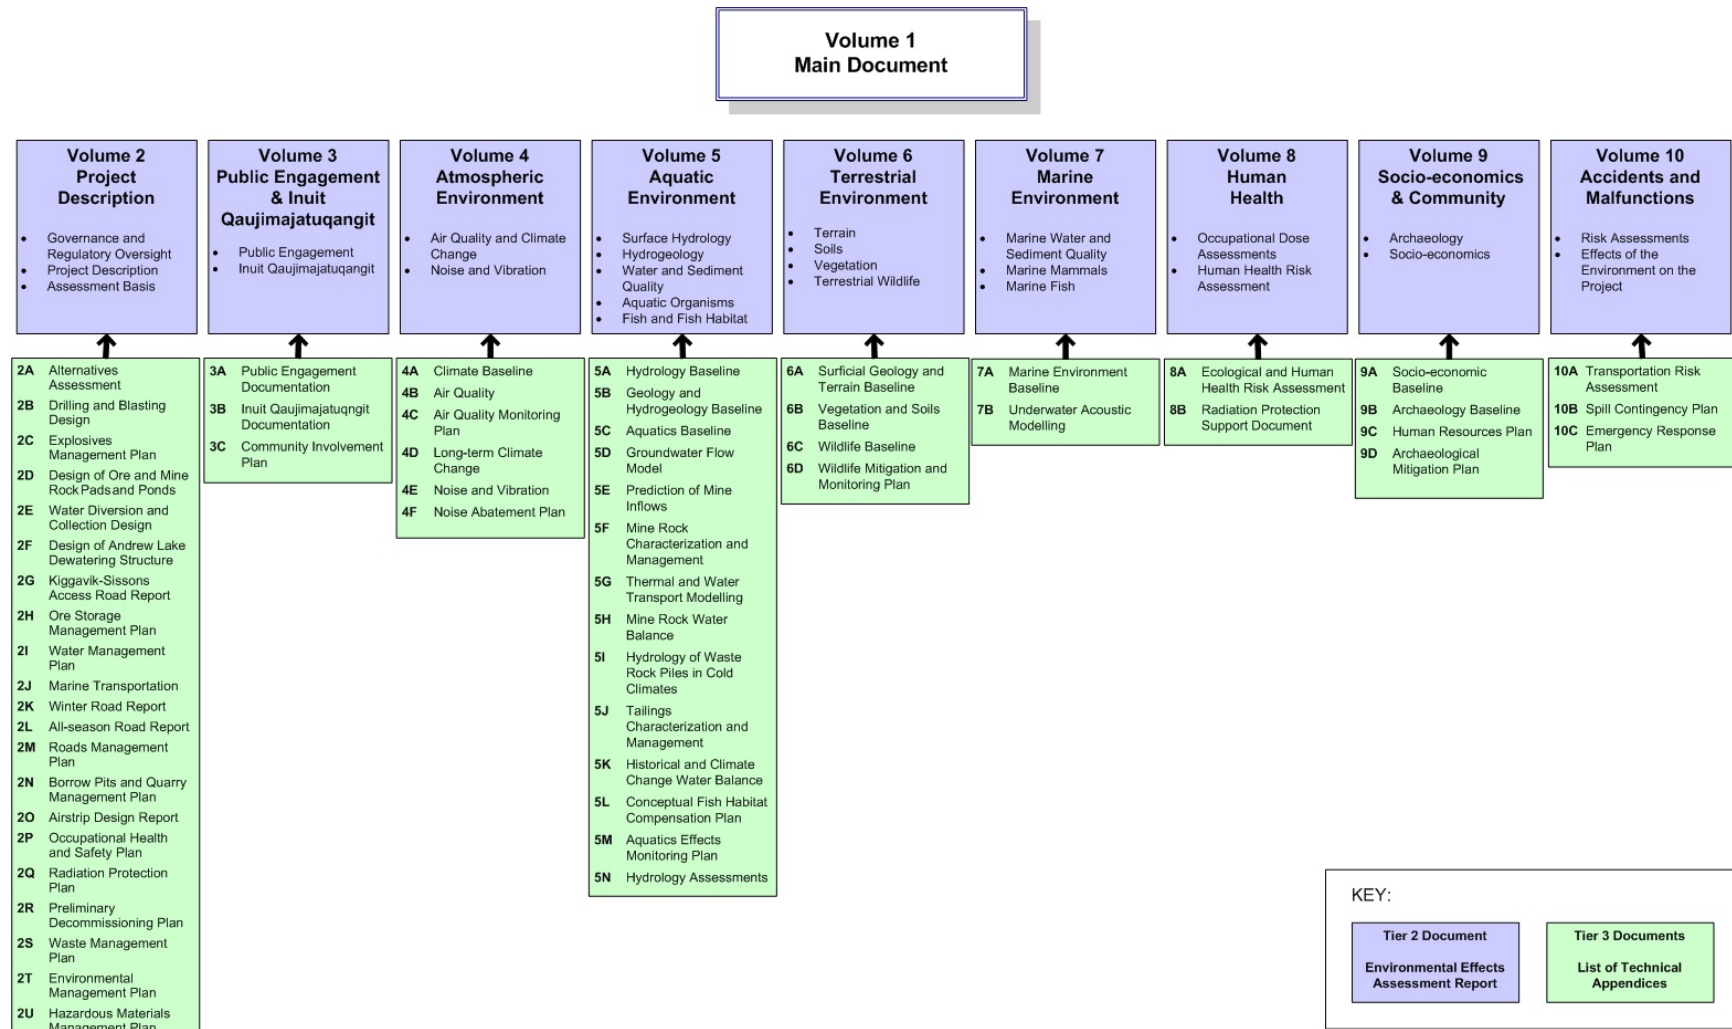 Volume 1
Main Document
Volume 2
Project
Description
• Governance and
Regulatory Oversight
• Project Description
• Assessment Basis
Volume 3
Public Engagement
& Inuit
Qaujimajatuqangit
• Public Engagement
• Inuit Qaujimajatuqangit
Volume 4
Atmospheric
Environment
• Air Quality and Climate
Change
• Noise and Vibration
Volume 5
Aquatic
Environment
• Surface Hydrology
• Hydrogeology
• Water and Sediment
Quality
• Aquatic Organisms
• Fish and Fish Habitat
Volume 6
Terrestrial
Environment
• Terrain
• Soils
• Vegetation
• Terrestrial Wildlife
Volume 7
Marine
Environment
• Marine Water and
Sediment Quality
• Marine Mammals
• Marine Fish
Volume 8
Human
Health
• Occupational Dose
Assessments
• Human Health Risk
Assessment
Volume 9
Socio-economics
& Community
• Archaeology
• Socio-economics
Volume 10
Accidents and
Malfunctions
• Risk Assessments
• Effects of the
Environment on the
Project
2A Alternatives
Assessment
2B Drilling and Blasting
Design
2C Explosives
Management Plan
2D Design of Ore and Mine
Rock Pads and Ponds
2E Water Diversion and
Collection Design
2F Design of Andrew Lake
Dewatering Structure
2G Kiggavik-Sissons
Access Road Report
2H Ore Storage
Management Plan
2I Water Management
Plan
2J Marine Transportation
2K Winter Road Report
2L All-season Road Report
2M Roads Management
Plan
2N Borrow Pits and Quarry
Management Plan
2O Airstrip Design Report
2P Occupational Health
and Safety Plan
2Q Radiation Protection
Plan
2R Preliminary
Decommissioning Plan
2S Waste Management
Plan
2T Environmental
Management Plan
2U Hazardous Materials
Management Plan
3A Public Engagement
Documentation
3B Inuit Qaujimajatuqngit
Documentation
3C Community Involvement
Plan
4A Climate Baseline
4B Air Quality
4C Air Quality Monitoring
Plan
4D Long-term Climate
Change
4E Noise and Vibration
4F Noise Abatement Plan
5A Hydrology Baseline
5B Geology and
Hydrogeology Baseline
5C Aquatics Baseline
5D Groundwater Flow
Model
5E Prediction of Mine
Inflows
5F Mine Rock
Characterization and
Management
5G Thermal and Water
Transport Modelling
5H Mine Rock Water
Balance
5I Hydrology of Waste
Rock Piles in Cold
Climates
5J Tailings
Characterization and
Management
5K Historical and Climate
Change Water Balance
5L Conceptual Fish Habitat
Compensation Plan
5M Aquatics Effects
Monitoring Plan
5N Hydrology Assessments
6A Surficial Geology and
Terrain Baseline
6B Vegetation and Soils
Baseline
6C Wildlife Baseline
6D Wildlife Mitigation and
Monitoring Plan
7A Marine Environment
Baseline
7B Underwater Acoustic
Modelling
8A Ecological and Human
Health Risk Assessment
8B Radiation Protection
Support Document
9A Socio-economic
Baseline
9B Archaeology Baseline
9C Human Resources Plan
9D Archaeological
Mitigation Plan
10A Transportation Risk
Assessment
10B Spill Contingency Plan
10C Emergency Response
Plan
KEY:
Tier 2 Document
Environmental Effects
Assessment Report
Tier 3 Documents
List of Technical
Appendices